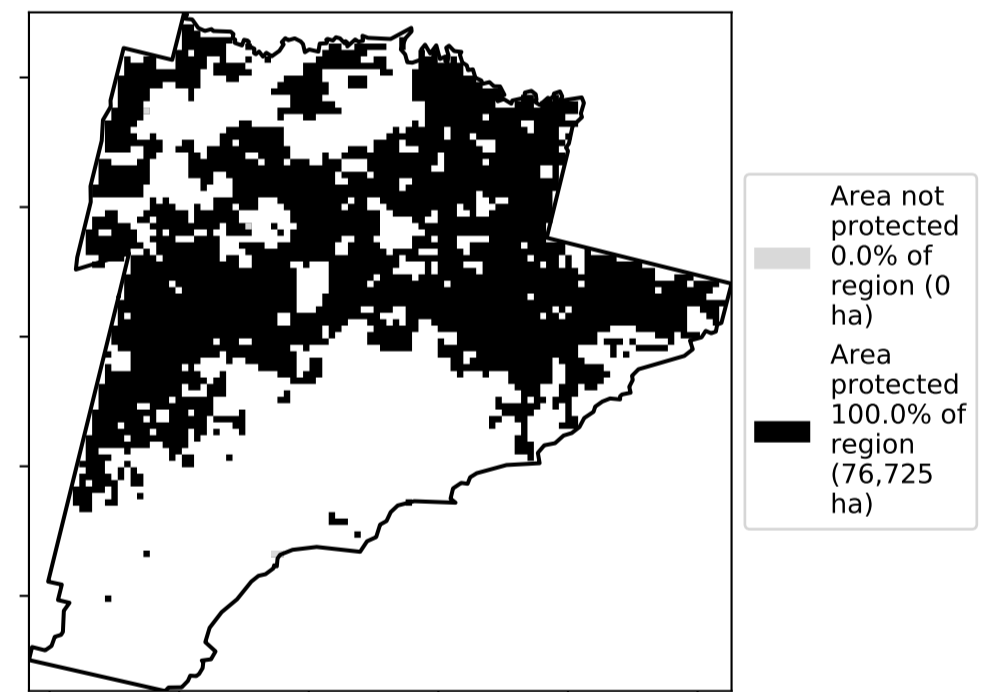 Area not
protected
0.0% of
region (0
ha)
Area
protected
100.0% of
region
(76,725
ha)